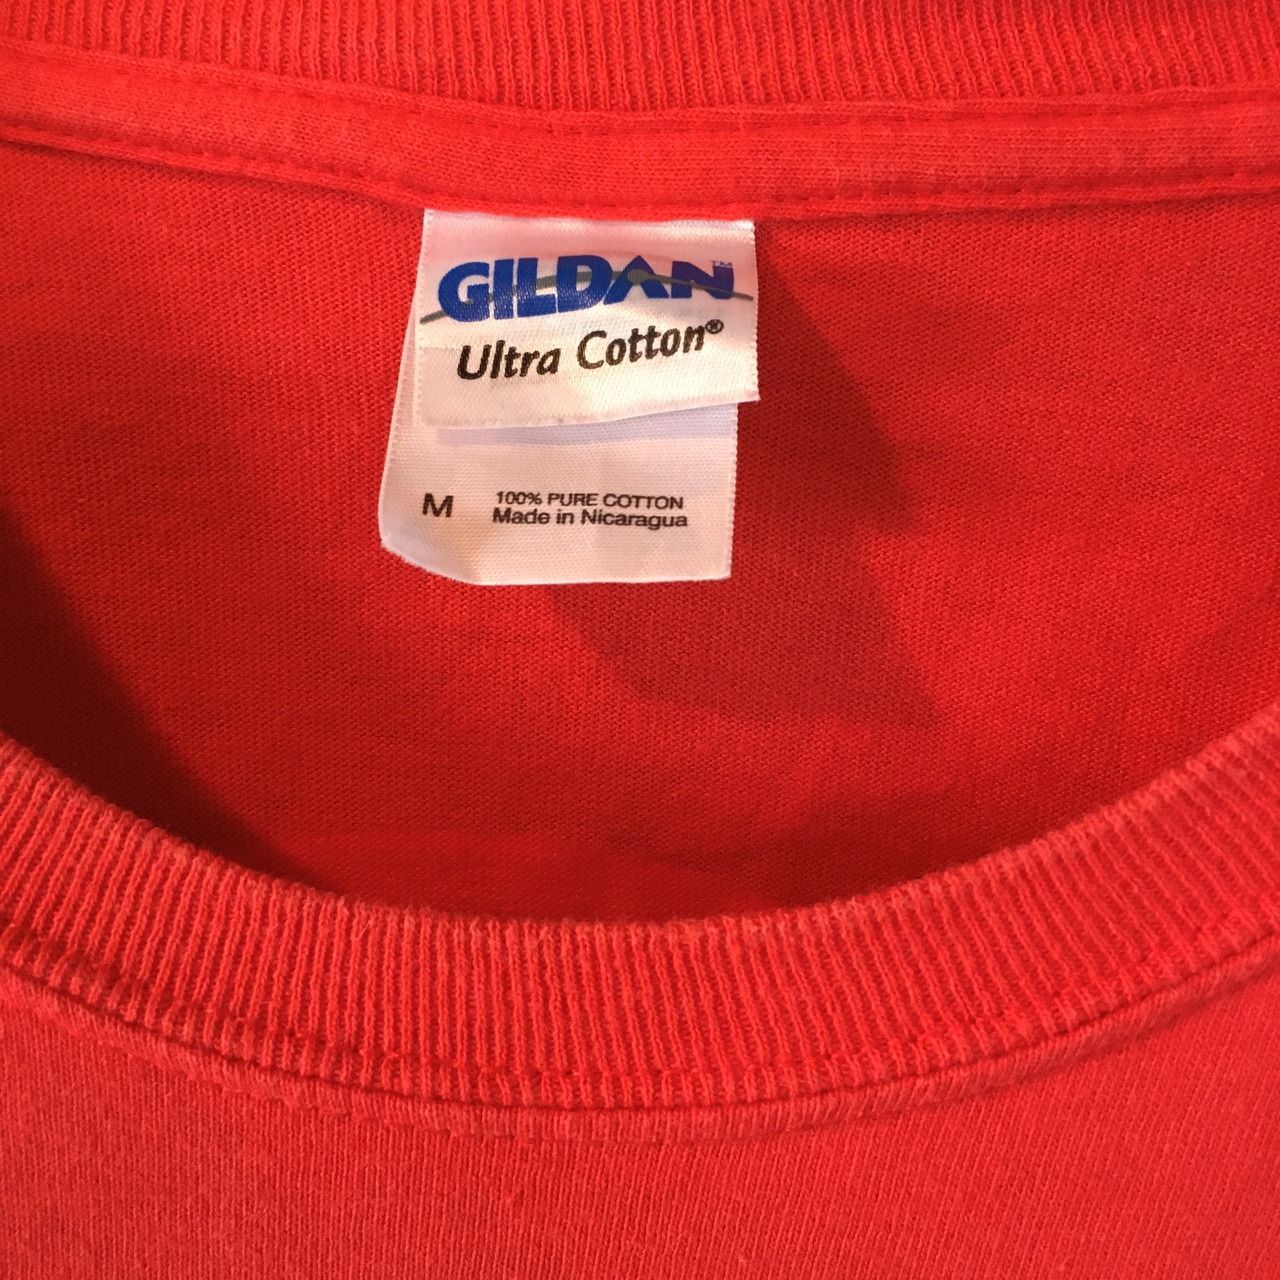 GILDAN™
Ultra Cotton®
M
100% PURE COTTON
Made in Nicaragua